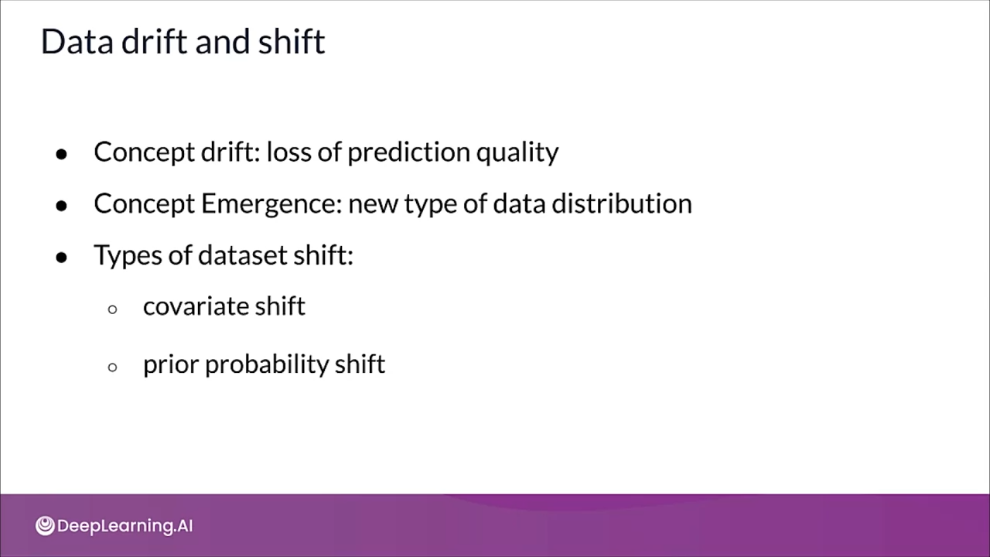 Data drift and shift
● Concept drift: loss of prediction quality
● Concept Emergence: new type of data distribution
● Types of dataset shift:
○ covariate shift
○ prior probability shift
DeepLearning.AI